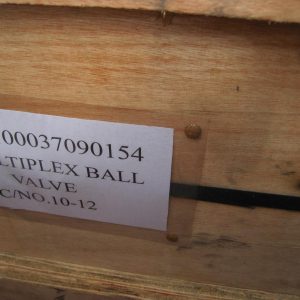 00037090154
LTIPLEX BALL
VALVE
C/NO.10-12